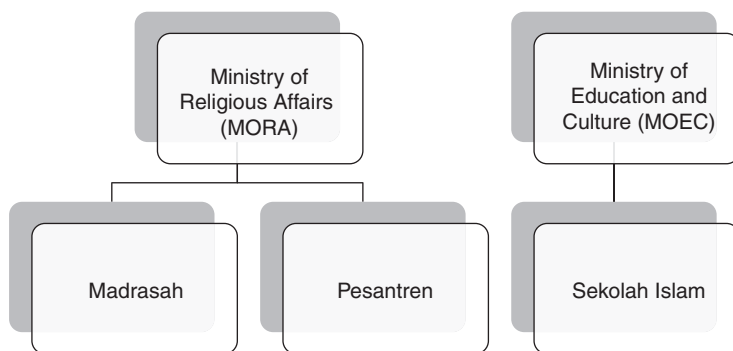 Ministry of
Religious Affairs
(MORA)
Ministry of
Education and
Culture (MOEC)
Madrasah
Pesantren
Sekolah Islam